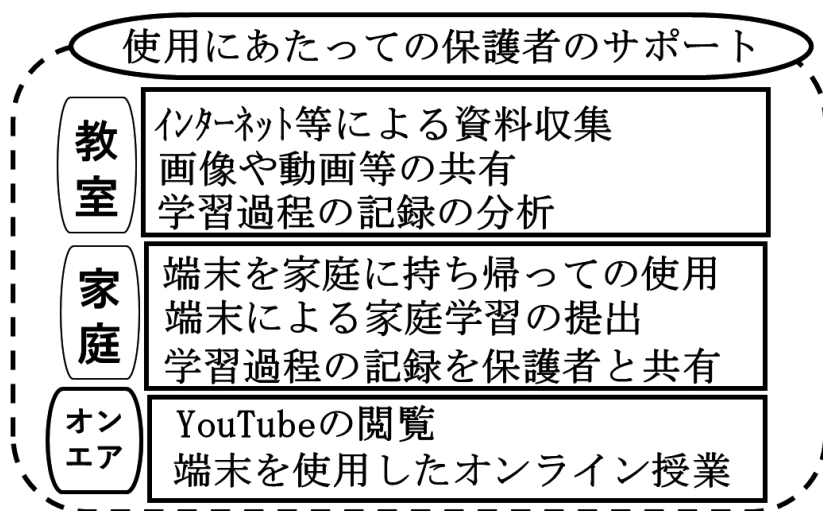 使用にあたっての保護者のサポート
教室
インターネット等による資料収集
画像や動画等の共有
学習過程の記録の分析
家庭
端末を家庭に持ち帰っての使用
端末による家庭学習の提出
学習過程の記録を保護者と共有
オン
エア
YouTubeの閲覧
端末を使用したオンライン授業